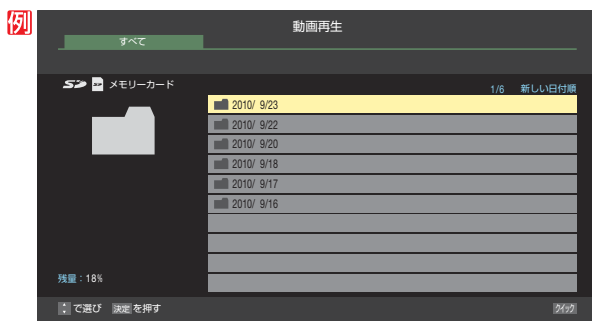 例
動画再生
すべて
SD メモリーカード
1/6 新しい日付順
2010/ 9/23
2010/ 9/22
2010/ 9/20
2010/ 9/18
2010/ 9/17
2010/ 9/16
残量：18%
で選び 決定 を押す
クイック